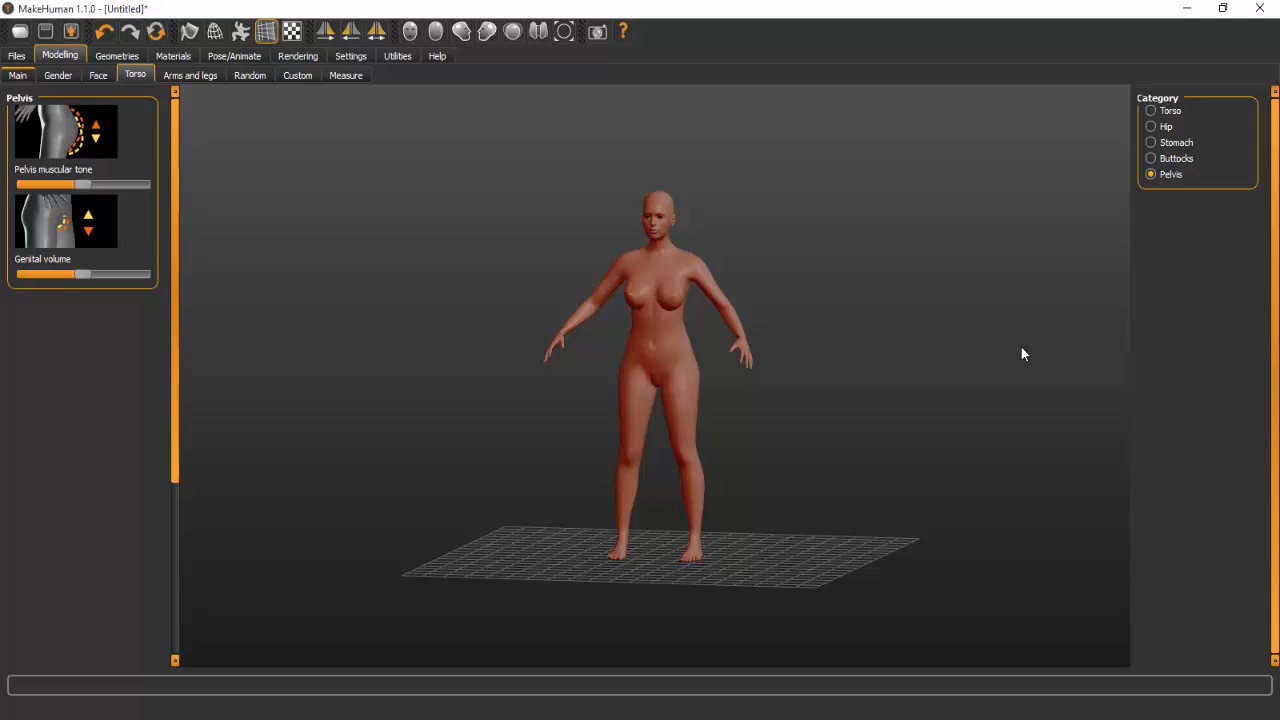 MakeHuman 1.1.0 - [Untitled]*
Files Modelling Geometries Materials Pose/Animate Rendering Settings Utilities Help
Main Gender Face Torso Arms and legs Random Custom Measure
Pelvis
Pelvis muscular tone
Genital volume
Category
Torso
Hip
Stomach
Buttocks
Pelvis